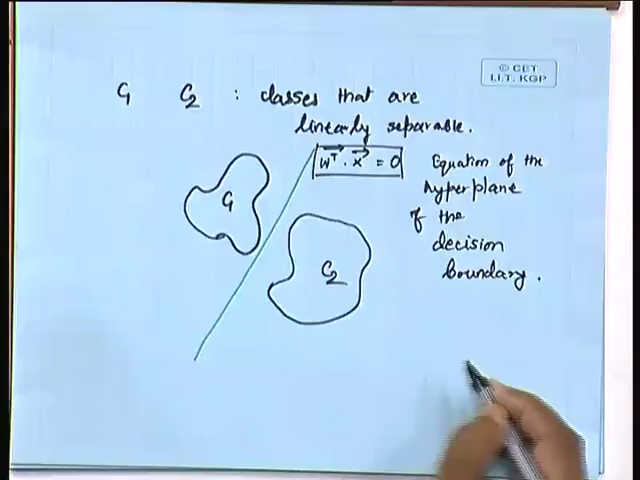 © CET
I.I.T. KGP
C1 C2 : classes that are
linearly separable.
W^T . X = 0
Equation of the
hyperplane
of the
decision
boundary.
C1
C2